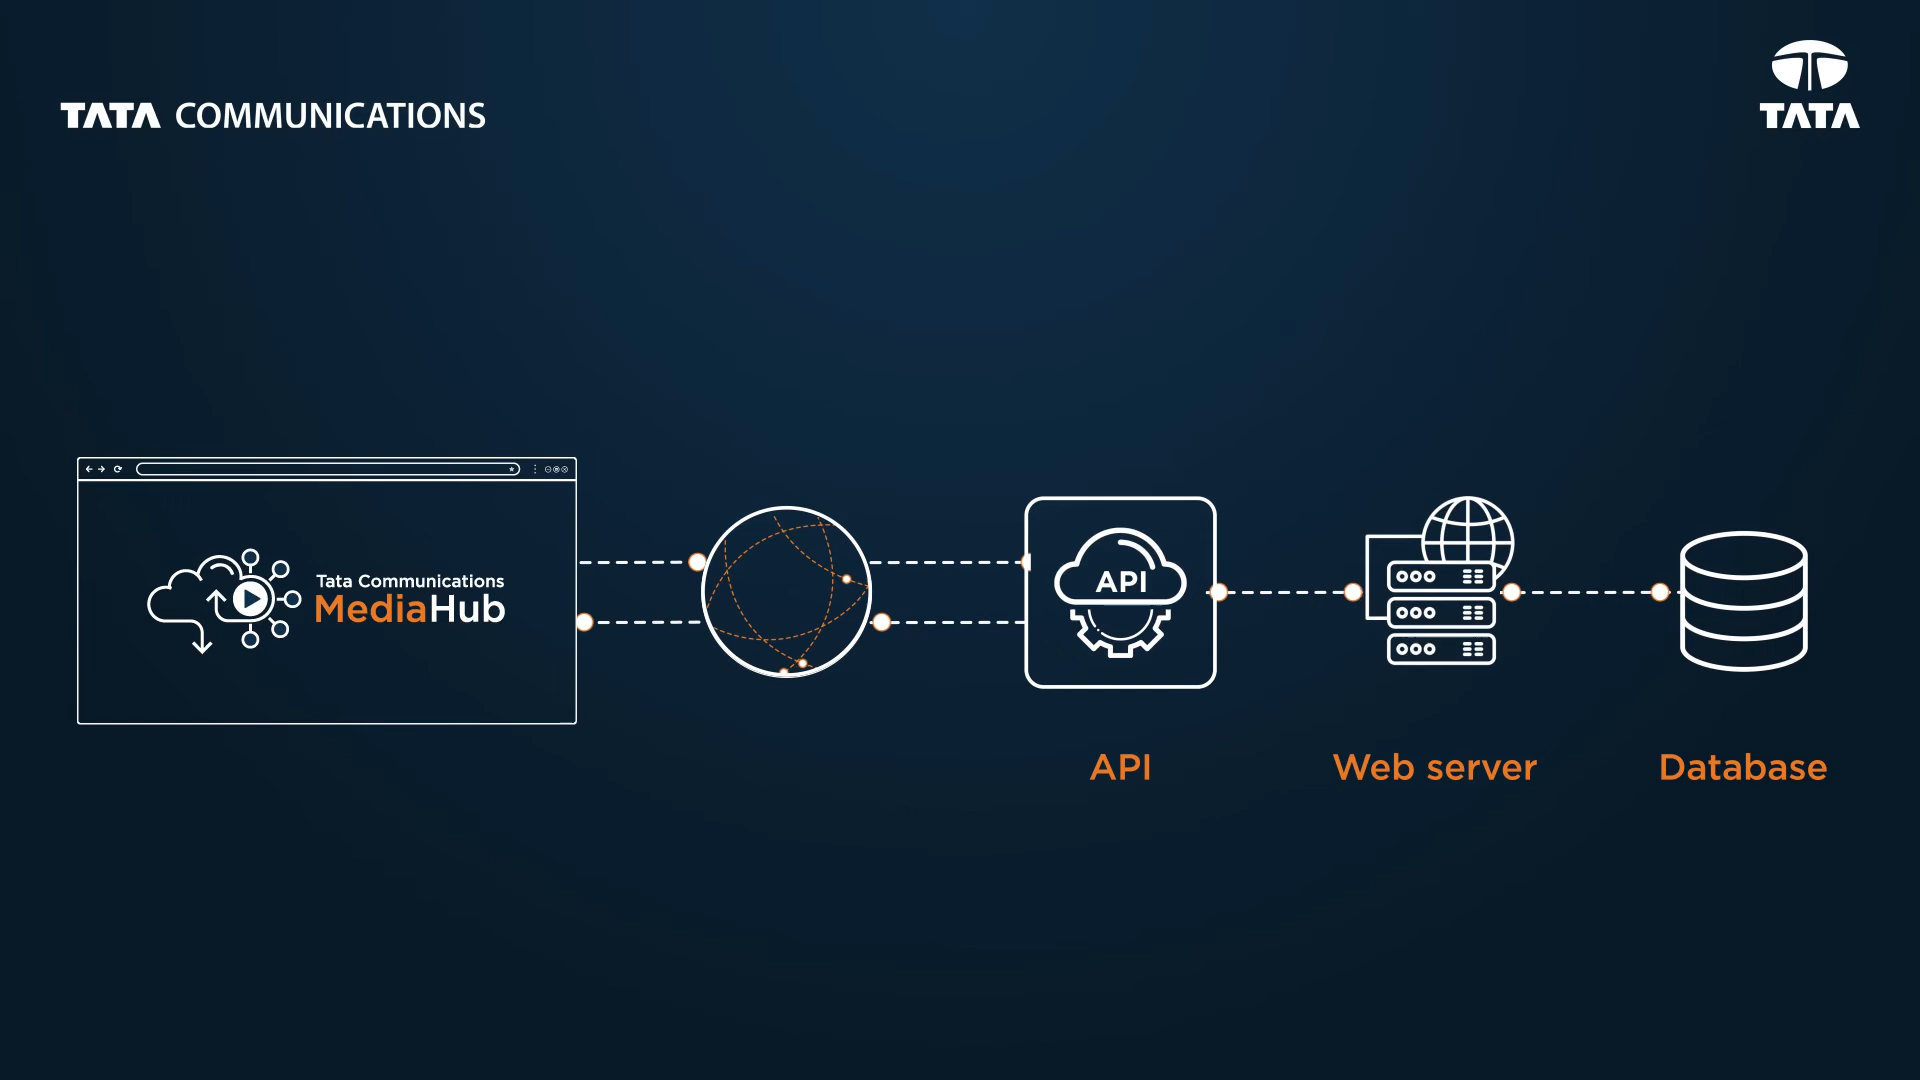 TATA COMMUNICATIONS
TATA
Tata Communications
MediaHub
API
API
Web server
Database